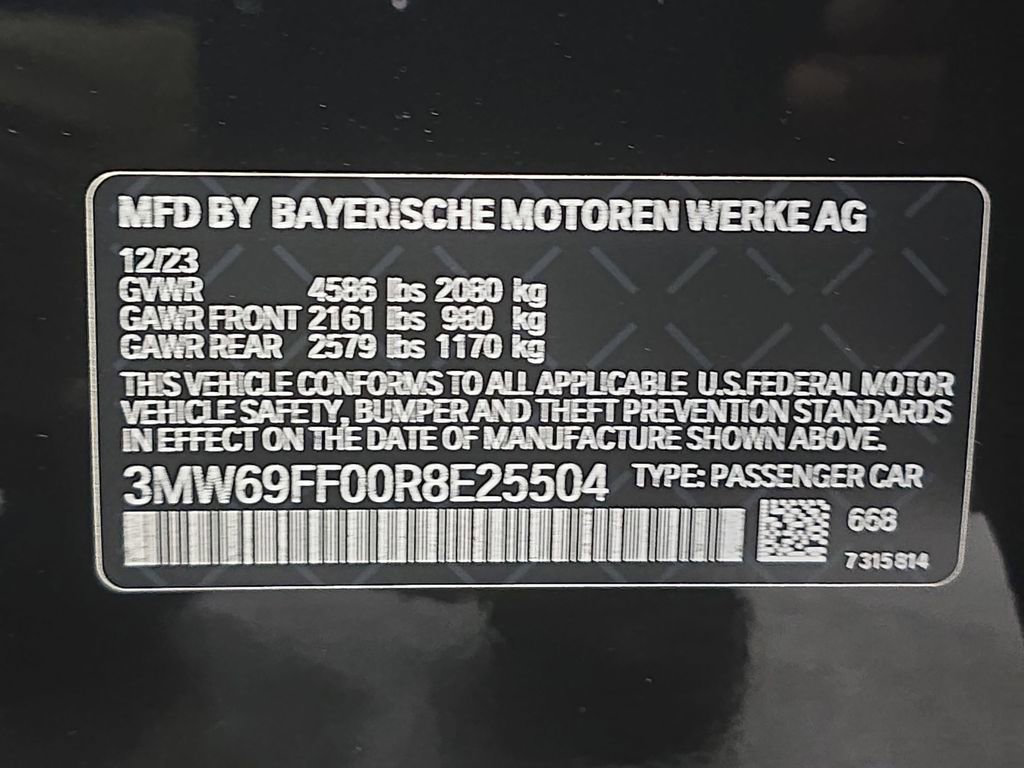 MFD BY BAYERISCHE MOTOREN WERKE AG
12/23
GVWR 4586 lbs 2080 kg
GAWR FRONT 2161 lbs 980 kg
GAWR REAR 2579 lbs 1170 kg
THIS VEHICLE CONFORMS TO ALL APPLICABLE U.S.FEDERAL MOTOR
VEHICLE SAFETY, BUMPER AND THEFT PREVENTION STANDARDS
IN EFFECT ON THE DATE OF MANUFACTURE SHOWN ABOVE.
3MW69FF00R8E25504 TYPE: PASSENGER CAR
668
7315814